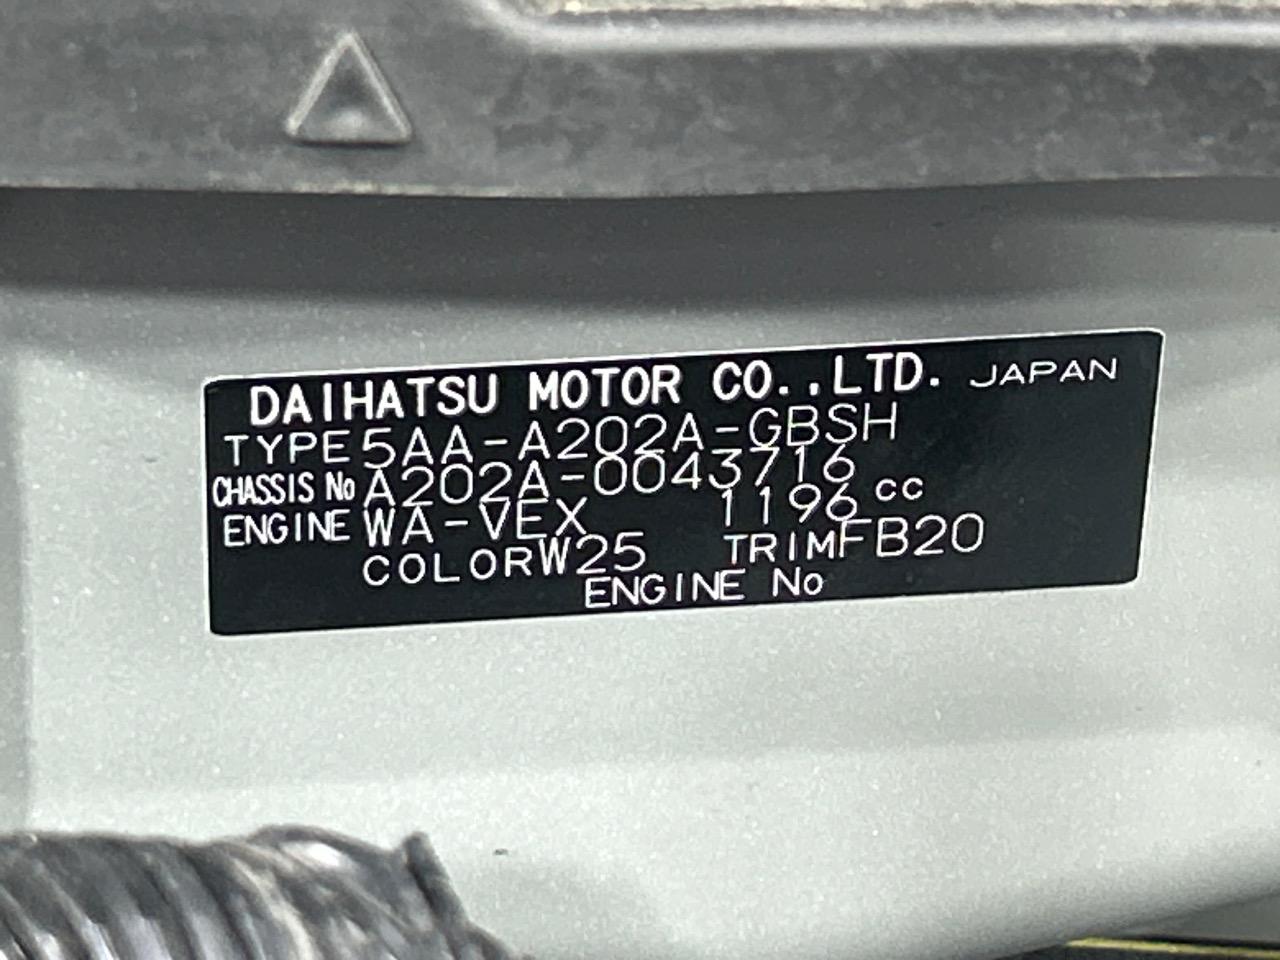 DAIHATSU MOTOR CO.,LTD. JAPAN
TYPE 5AA-A202A-GBSH
CHASSIS No A202A-0043716
ENGINE WA-VEX 1196 cc
COLOR W25 TRIM FB20
ENGINE No